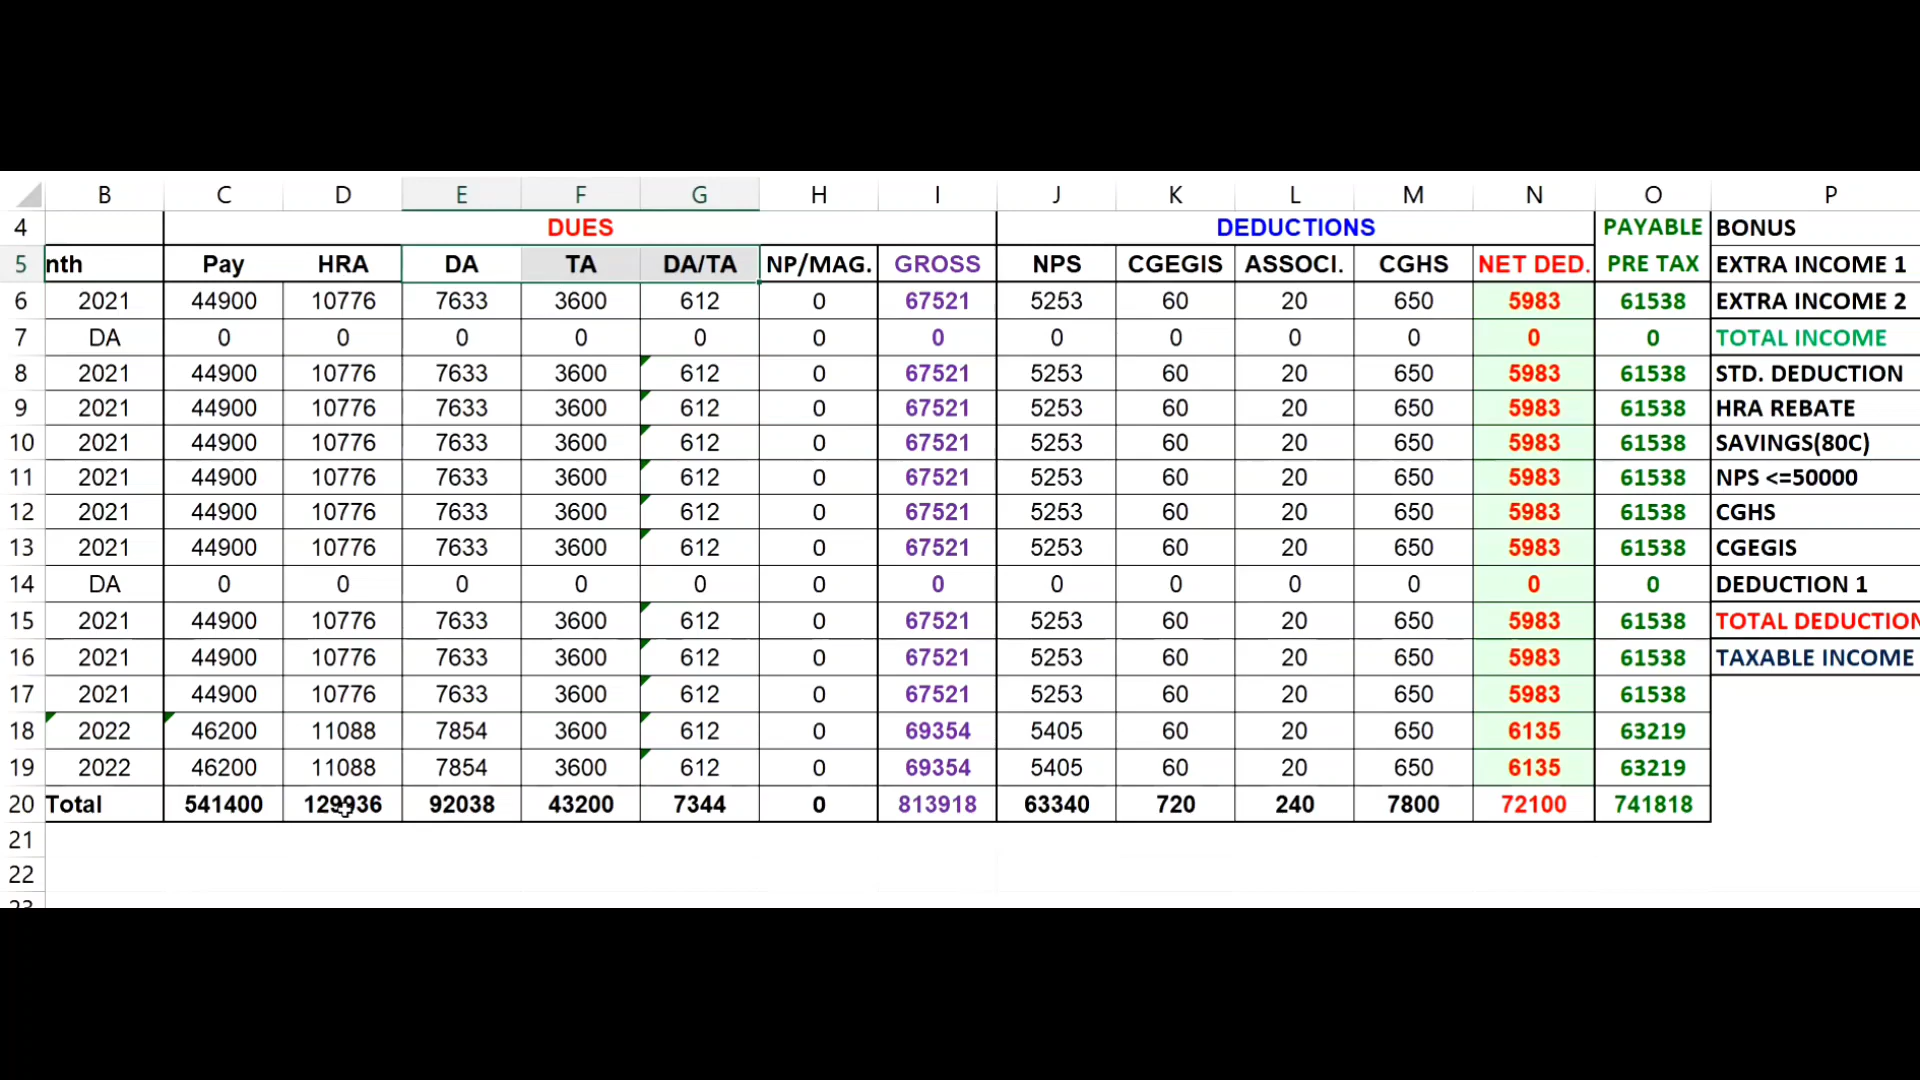 B C D E F G H I J K L M N O P
4 DUES DEDUCTIONS PAYABLE BONUS
5 nth Pay HRA DA TA DA/TA NP/MAG. GROSS NPS CGEGIS ASSOCI. CGHS NET DED. PRE TAX EXTRA INCOME 1
6 2021 44900 10776 7633 3600 612 0 67521 5253 60 20 650 5983 61538 EXTRA INCOME 2
7 DA 0 0 0 0 0 0 0 0 0 0 0 0 0 TOTAL INCOME
8 2021 44900 10776 7633 3600 612 0 67521 5253 60 20 650 5983 61538 STD. DEDUCTION
9 2021 44900 10776 7633 3600 612 0 67521 5253 60 20 650 5983 61538 HRA REBATE
10 2021 44900 10776 7633 3600 612 0 67521 5253 60 20 650 5983 61538 SAVINGS(80C)
11 2021 44900 10776 7633 3600 612 0 67521 5253 60 20 650 5983 61538 NPS <=50000
12 2021 44900 10776 7633 3600 612 0 67521 5253 60 20 650 5983 61538 CGHS
13 2021 44900 10776 7633 3600 612 0 67521 5253 60 20 650 5983 61538 CGEGIS
14 DA 0 0 0 0 0 0 0 0 0 0 0 0 0 DEDUCTION 1
15 2021 44900 10776 7633 3600 612 0 67521 5253 60 20 650 5983 61538 TOTAL DEDUCTION
16 2021 44900 10776 7633 3600 612 0 67521 5253 60 20 650 5983 61538 TAXABLE INCOME
17 2021 44900 10776 7633 3600 612 0 67521 5253 60 20 650 5983 61538
18 2022 46200 11088 7854 3600 612 0 69354 5405 60 20 650 6135 63219
19 2022 46200 11088 7854 3600 612 0 69354 5405 60 20 650 6135 63219
20 Total 541400 129936 92038 43200 7344 0 813918 63340 720 240 7800 72100 741818
21
22